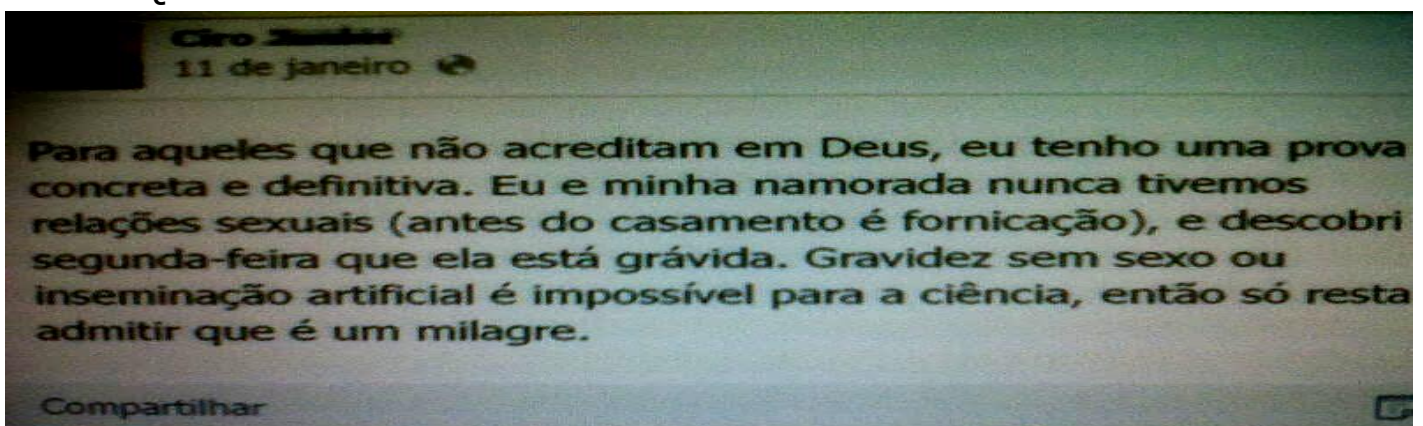 Ciro
11 de janeiro
Para aqueles que não acreditam em Deus, eu tenho uma prova
concreta e definitiva. Eu e minha namorada nunca tivemos
relações sexuais (antes do casamento é fornicação), e descobri
segunda-feira que ela está grávida. Gravidez sem sexo ou
inseminação artificial é impossível para a ciência, então só resta
admitir que é um milagre.
Compartilhar